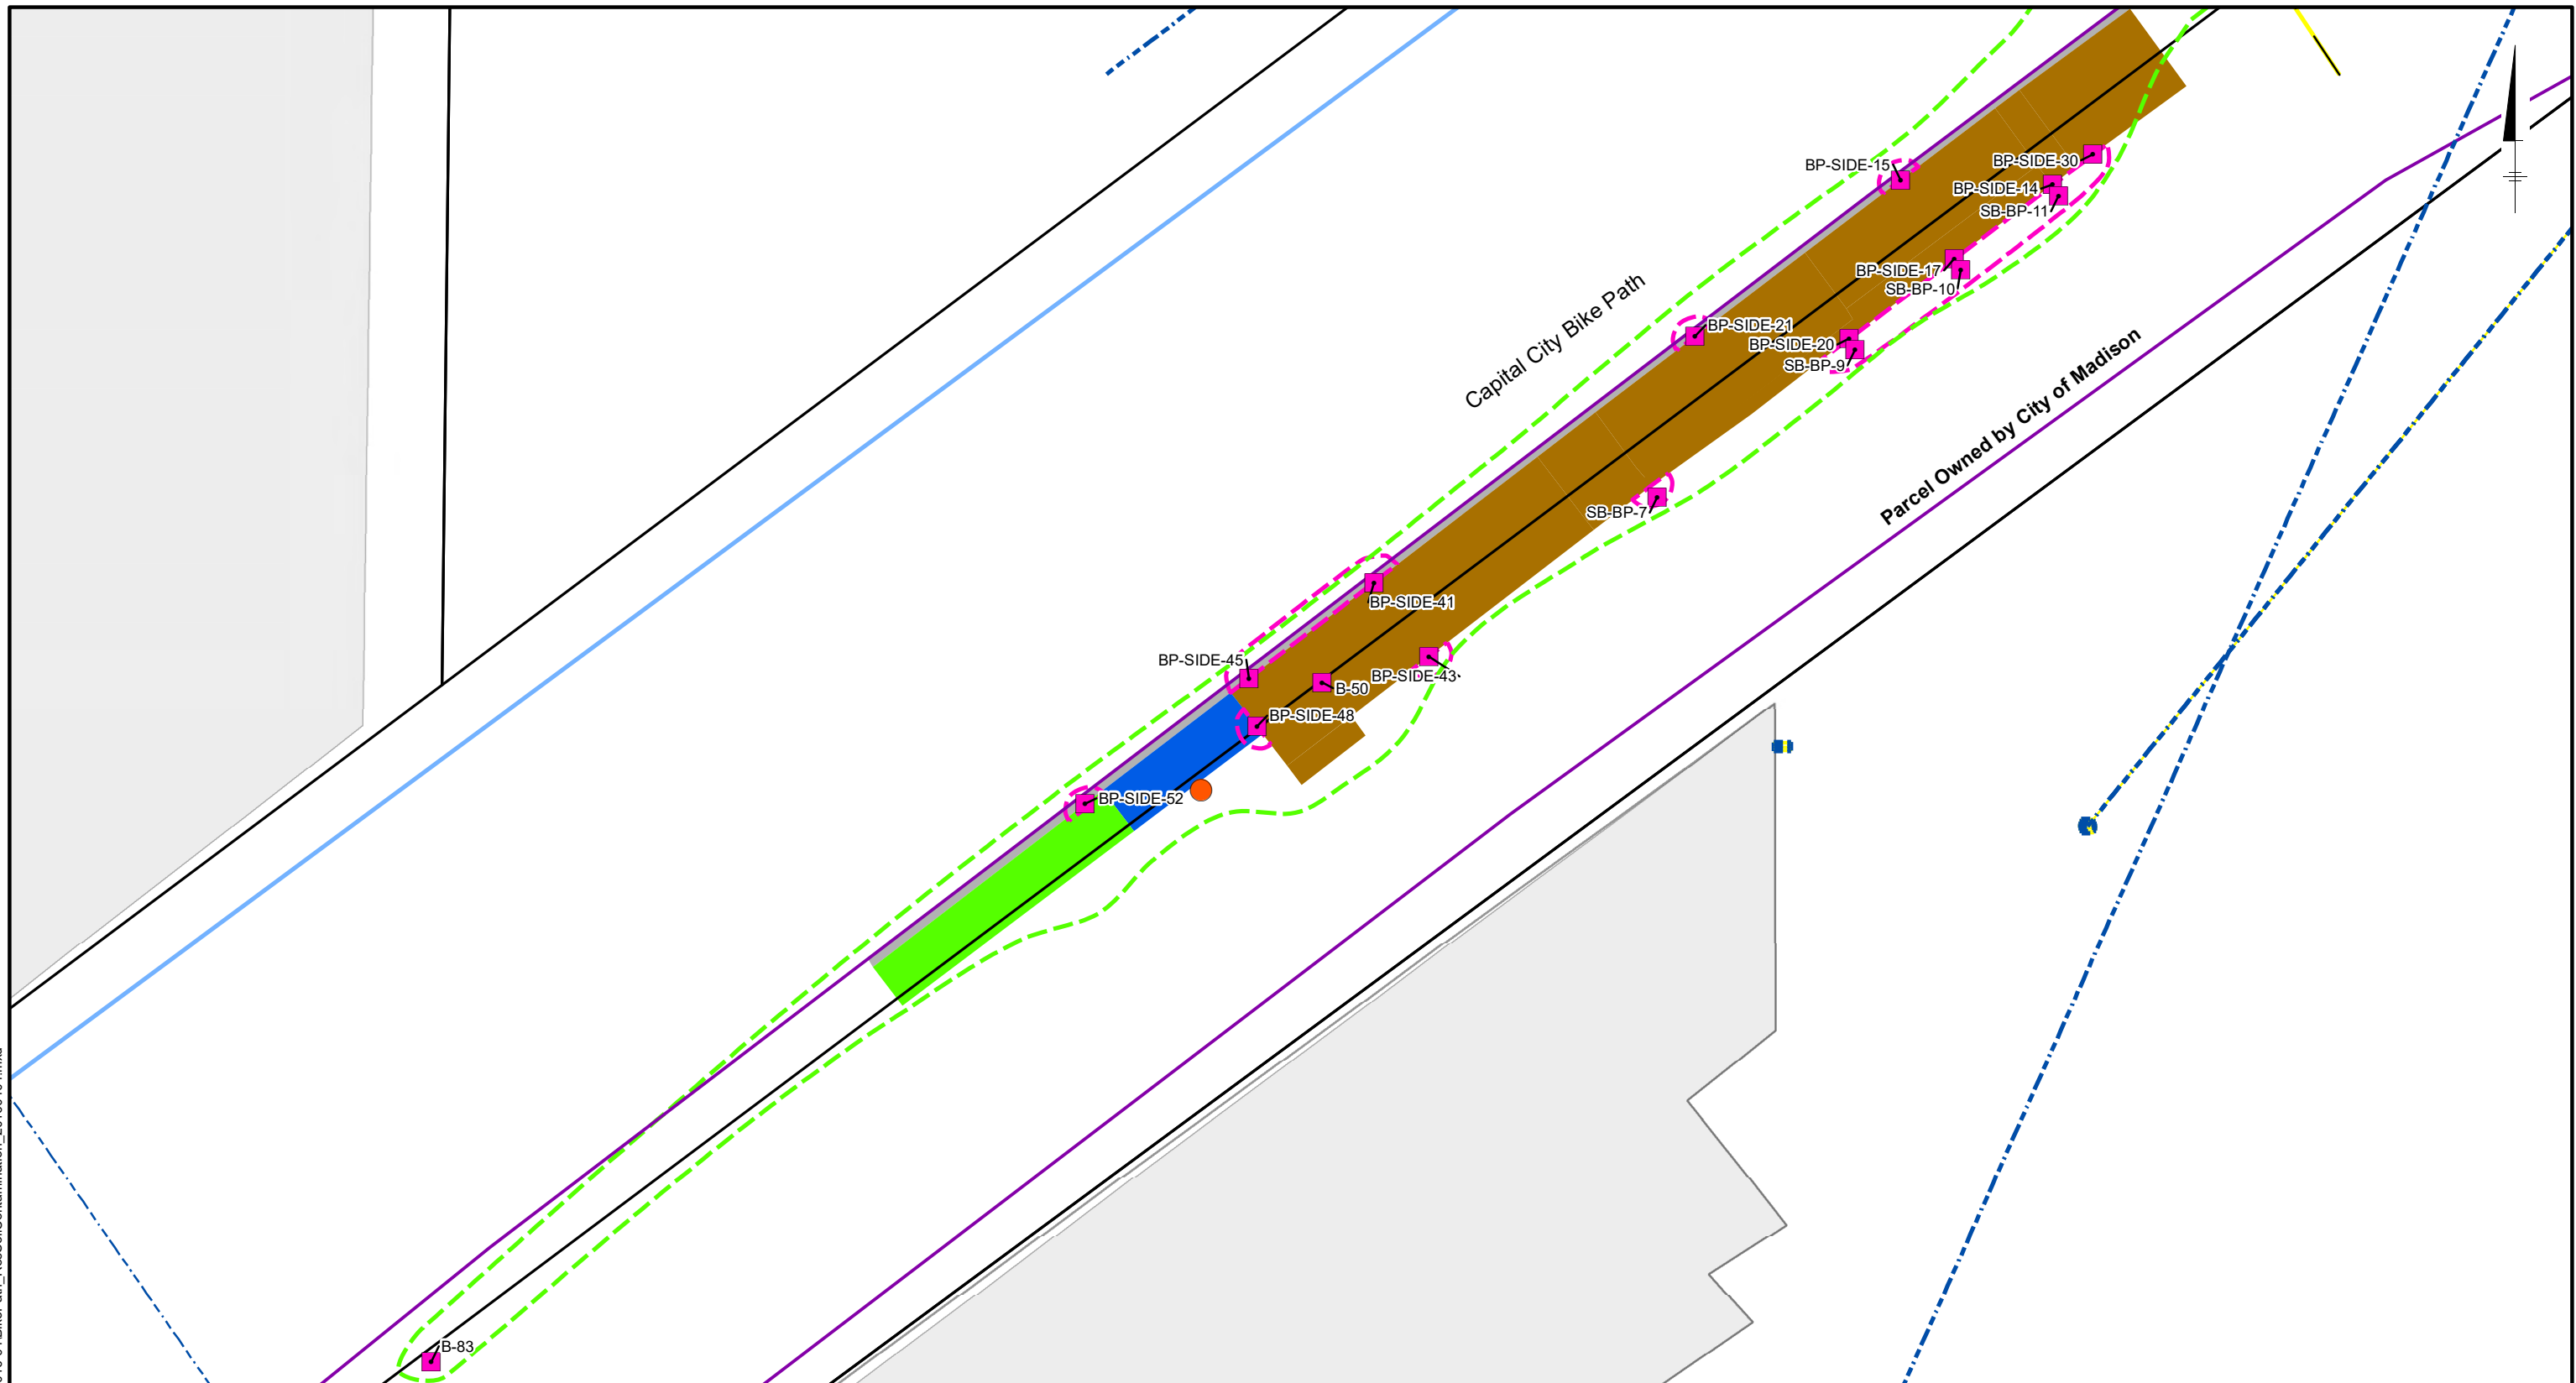 BP-SIDE-15
BP-SIDE-30
BP-SIDE-14
SB-BP-11
BP-SIDE-17
SB-BP-10
Capital City Bike Path
BP-SIDE-21
BP-SIDE-20
SB-BP-9
Parcel Owned by City of Madison
SB-BP-7
BP-SIDE-41
BP-SIDE-45
BP-SIDE-43
B-50
BP-SIDE-48
BP-SIDE-52
B-83